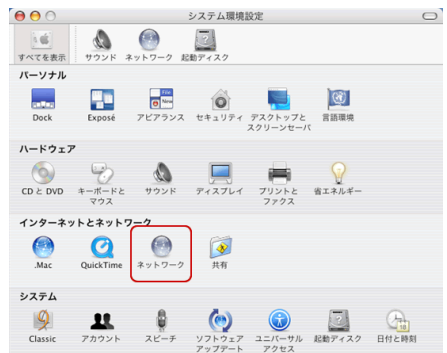 システム環境設定
すべてを表示 サウンド ネットワーク 起動ディスク
パーソナル
Dock Exposé アピアランス セキュリティ デスクトップと 言語環境
スクリーンセーバ
ハードウェア
CD と DVD キーボードと サウンド ディスプレイ プリントと 省エネルギー
マウス ファクス
インターネットとネットワーク
.Mac QuickTime ネットワーク 共有
システム
Classic アカウント スピーチ ソフトウェア ユニバーサル 起動ディスク 日付と時刻
アップデート アクセス